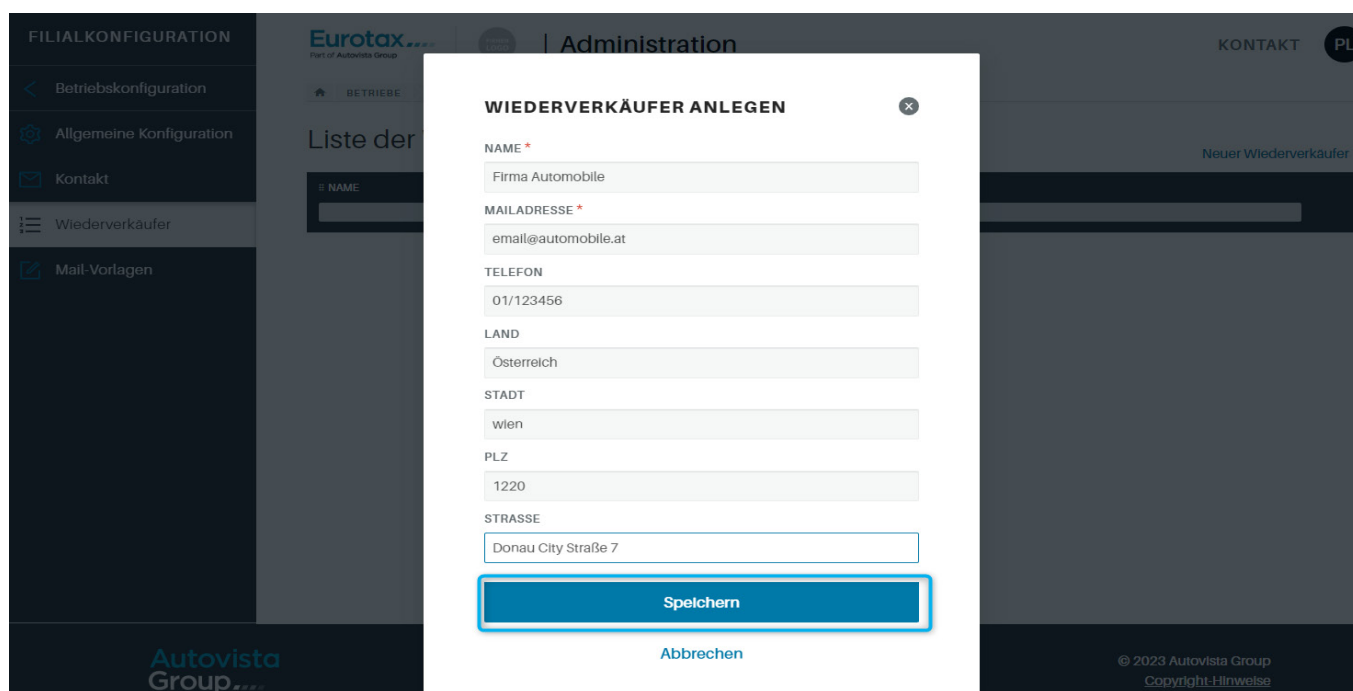 FILIALKONFIGURATION
Betriebskonfiguration
Allgemeine Konfiguration
Kontakt
Wiederverkäufer
Mail-Vorlagen
Eurotax
Part of Autovista Group
| Administration
KONTAKT
PL
BETRIEBE
Liste der
Neuer Wiederverkäufer
NAME
WIEDERVERKÄUFER ANLEGEN
NAME *
Firma Automobile
MAILADRESSE *
email@automobile.at
TELEFON
01/123456
LAND
Österreich
STADT
wien
PLZ
1220
STRASSE
Donau City Straße 7
Speichern
Abbrechen
Autovista
Group
© 2023 Autovista Group
Copyright-Hinweise